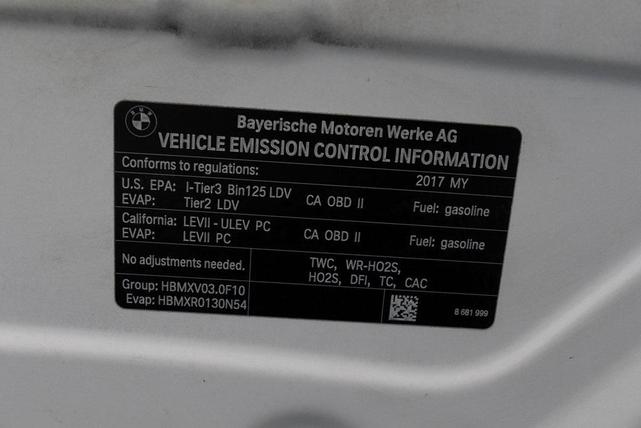 BMW
Bayerische Motoren Werke AG
VEHICLE EMISSION CONTROL INFORMATION
Conforms to regulations: 2017 MY
U.S. EPA: I-Tier3 Bin125 LDV CA OBD II Fuel: gasoline
EVAP: Tier2 LDV
California: LEVII - ULEV PC CA OBD II Fuel: gasoline
EVAP: LEVII PC
No adjustments needed. TWC, WR-HO2S,
HO2S, DFI, TC, CAC
Group: HBMXV03.0F10
Evap: HBMXR0130N54
8 681 999